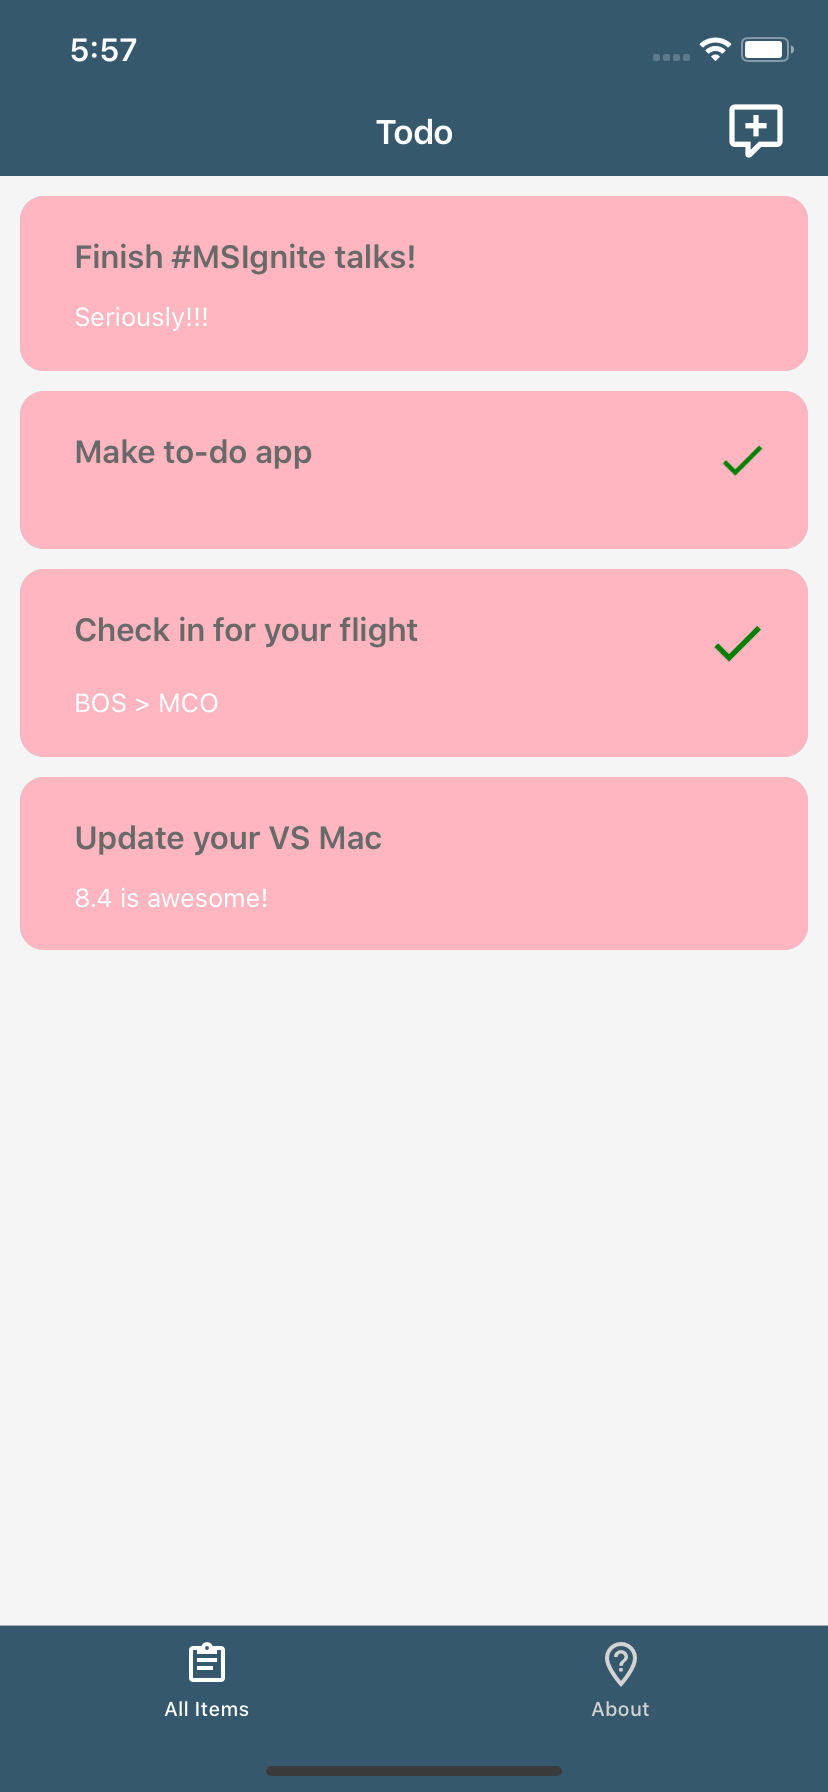 5:57
Todo
Finish #MSIgnite talks!
Seriously!!!
Make to-do app
Check in for your flight
BOS > MCO
Update your VS Mac
8.4 is awesome!
All Items
About